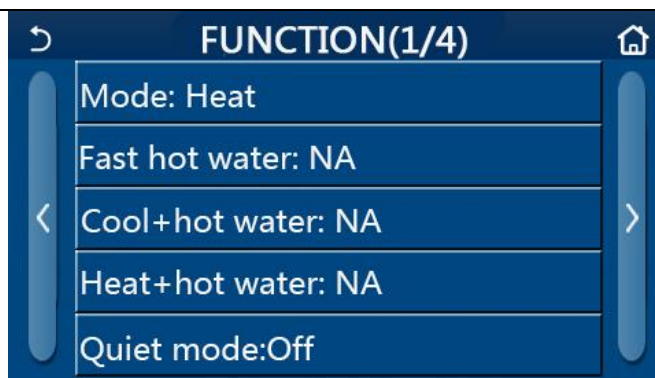 FUNCTION(1/4)
Mode: Heat
Fast hot water: NA
Cool+hot water: NA
Heat+hot water: NA
Quiet mode:Off